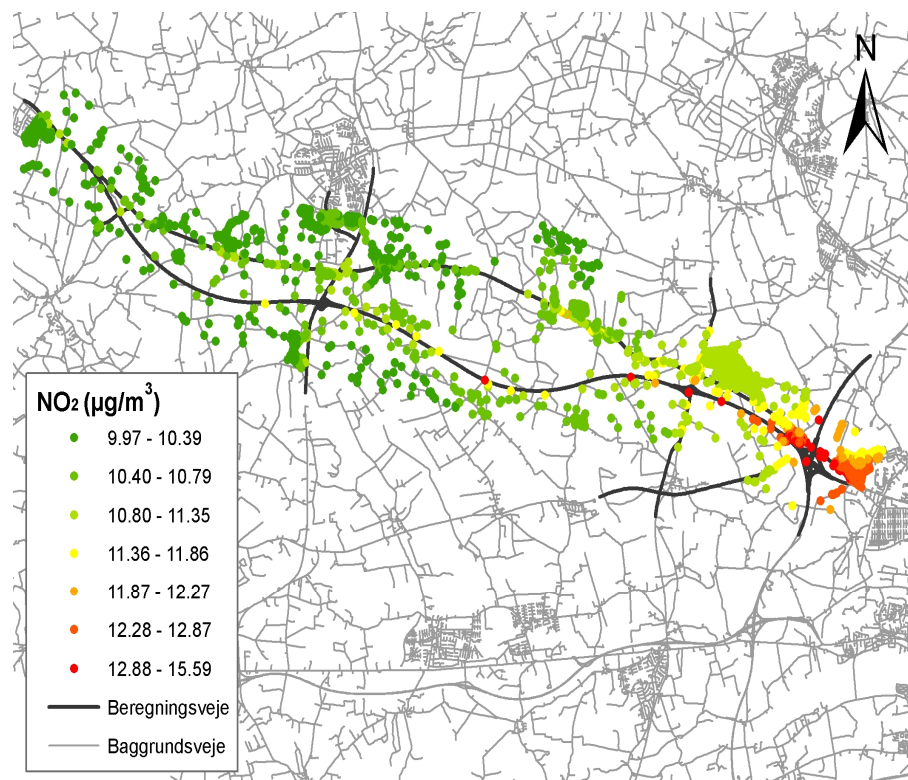 N
NO₂ (µg/m³)
9.97 - 10.39
10.40 - 10.79
10.80 - 11.35
11.36 - 11.86
11.87 - 12.27
12.28 - 12.87
12.88 - 15.59
Beregningsveje
Baggrundsveje